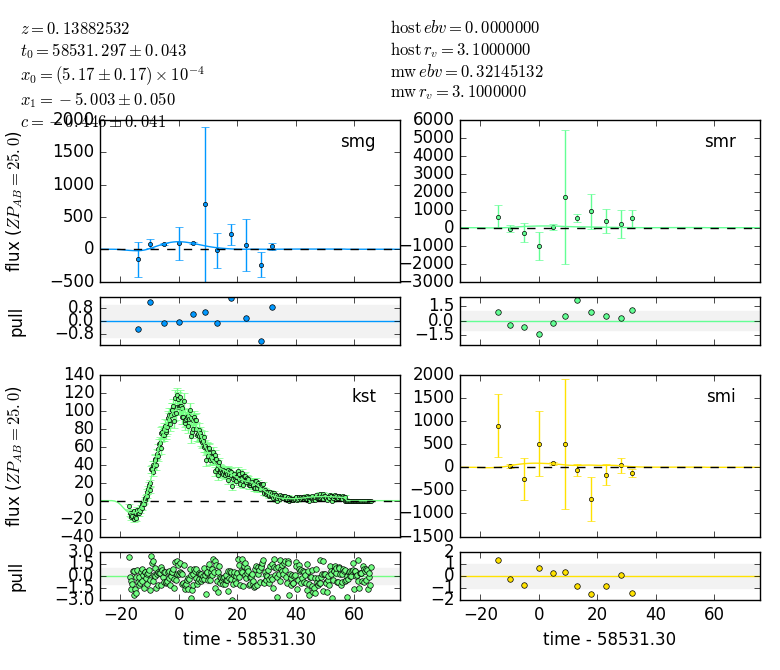 z = 0.13882532
t₀ = 58531.297 ± 0.043
x₀ = (5.17 ± 0.17) × 10⁻⁴
x₁ = −5.003 ± 0.050
c = −0.446 ± 0.041
host ebv = 0.0000000
host r_v = 3.1000000
mw ebv = 0.32145132
mw r_v = 3.1000000
flux (ZP_AB = 25.0)
2000
1500
1000
500
0
−500
smg
6000
5000
4000
3000
2000
1000
0
−1000
−2000
−3000
smr
pull
0.8
0.0
−0.8
1.5
0.0
−1.5
flux (ZP_AB = 25.0)
140
120
100
80
60
40
20
0
−20
−40
kst
2000
1500
1000
500
0
−500
−1000
−1500
smi
pull
3.0
1.5
0.0
−1.5
−3.0
2
1
0
−1
−2
−20 0 20 40 60
−20 0 20 40 60
time - 58531.30
time - 58531.30